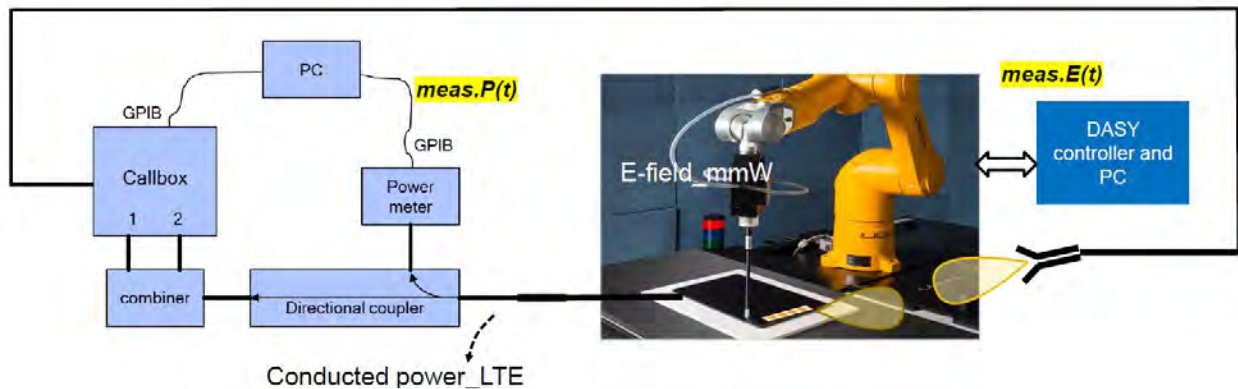 PC
meas.P(t)
meas.E(t)
GPIB
GPIB
DASY
controller and
PC
Callbox
1 2
E-field_mmW
Power
meter
combiner
Directional coupler
Conducted power_LTE